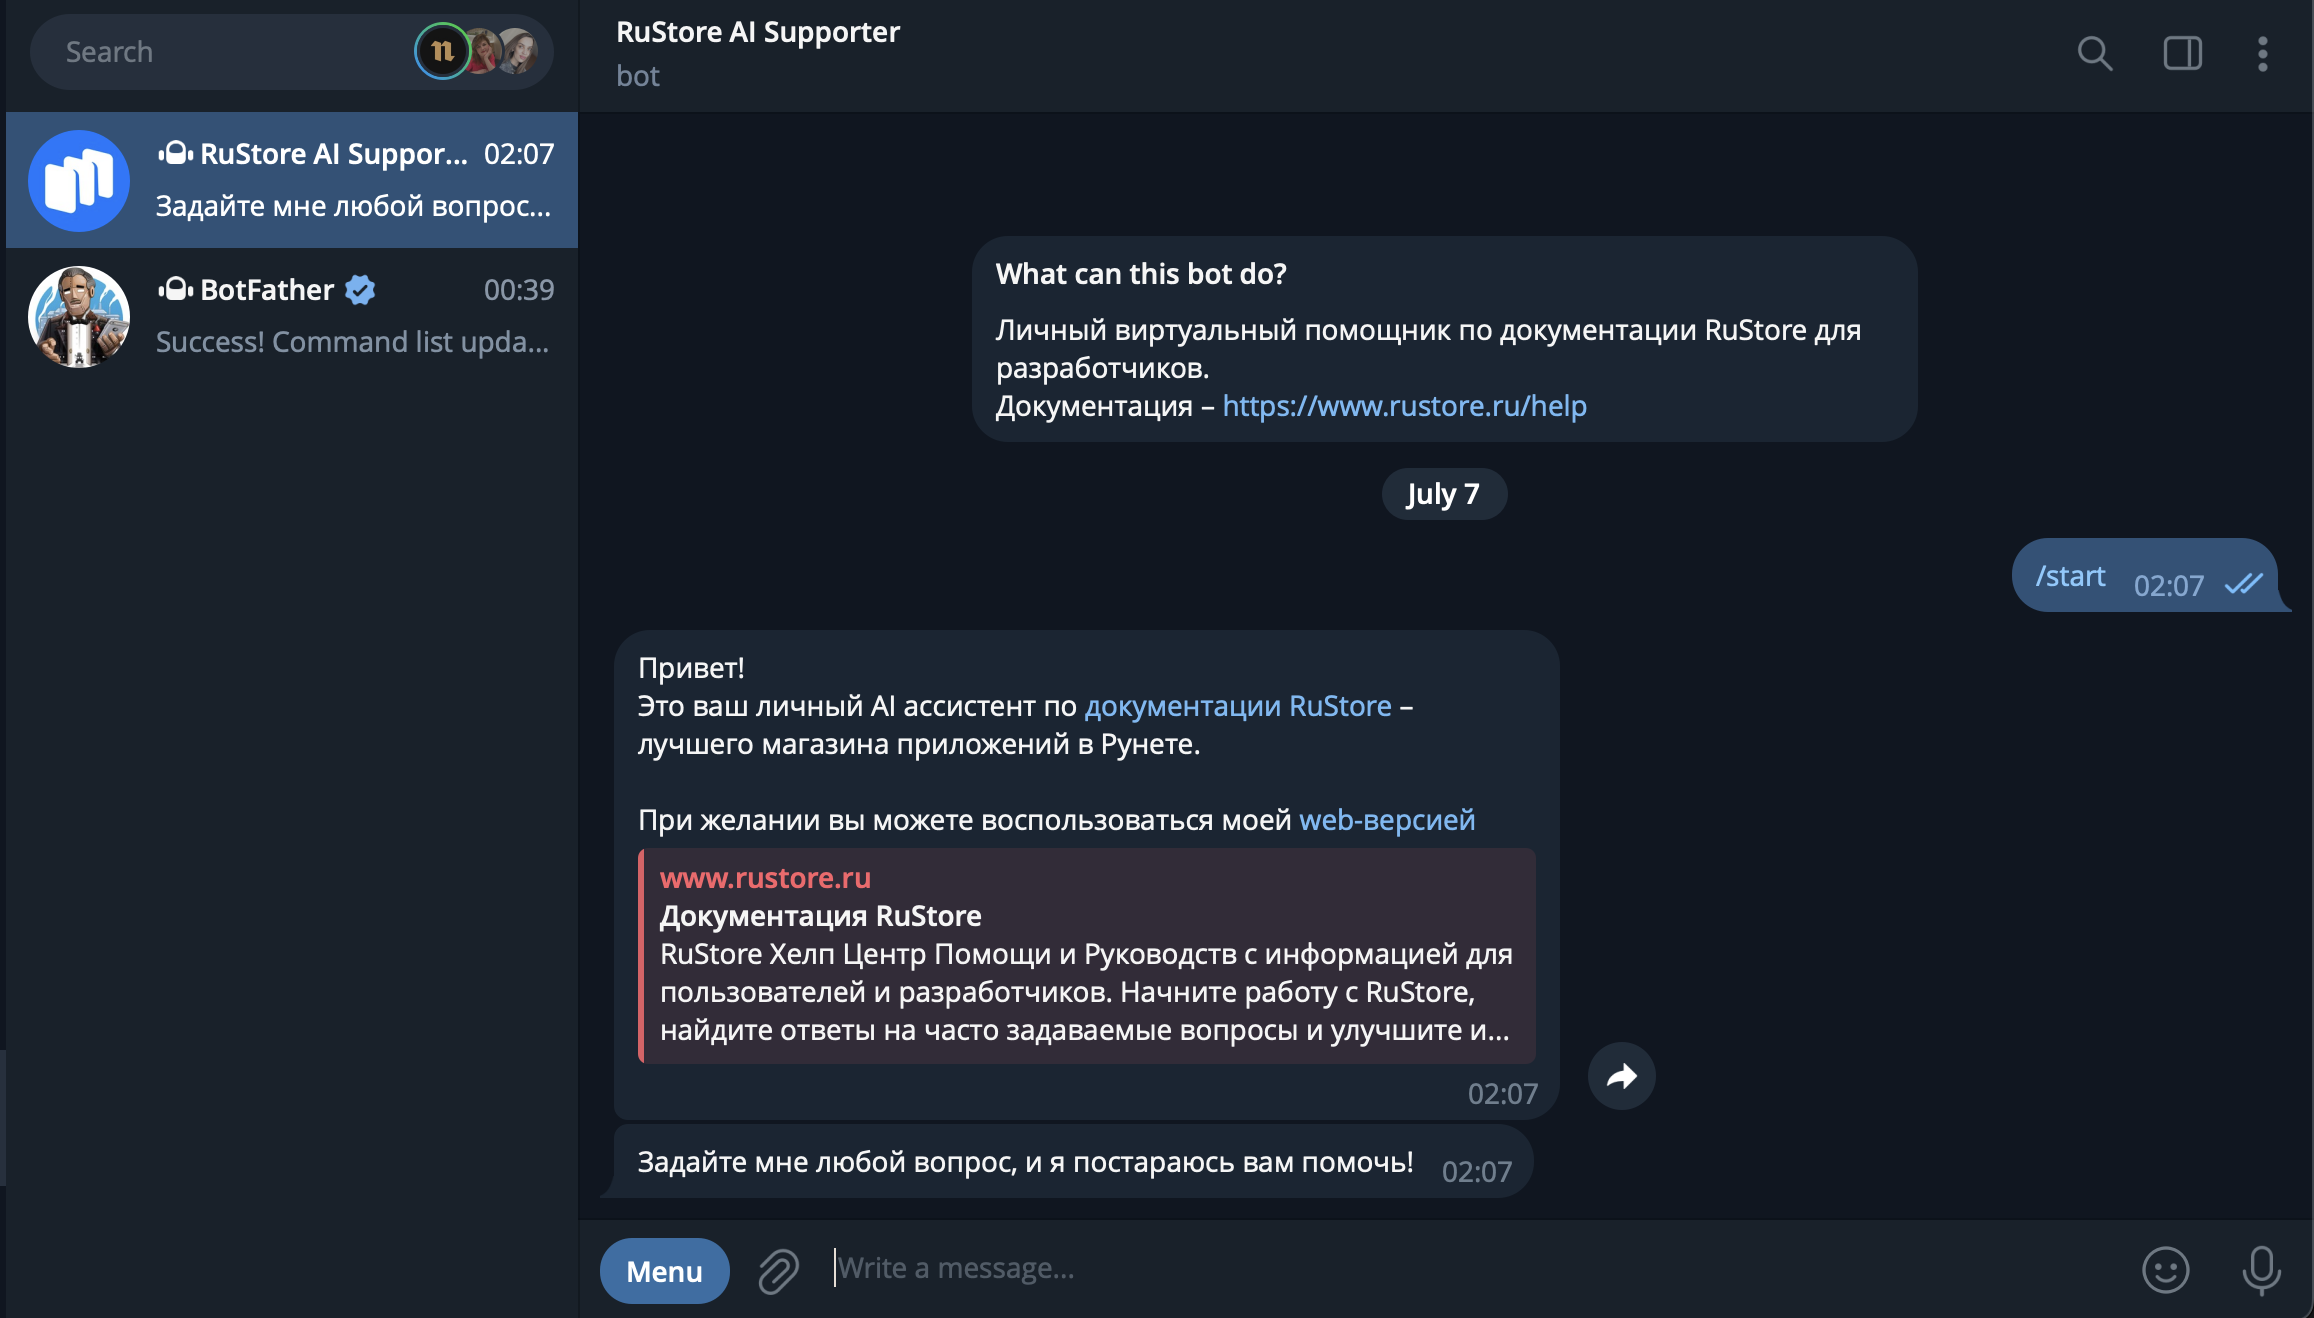 Search
RuStore AI Suppor... 02:07
Задайте мне любой вопрос...
BotFather 00:39
Success! Command list upda...
RuStore AI Supporter
bot
What can this bot do?
Личный виртуальный помощник по документации RuStore для
разработчиков.
Документация – https://www.rustore.ru/help
July 7
/start 02:07
Привет!
Это ваш личный AI ассистент по документации RuStore –
лучшего магазина приложений в Рунете.
При желании вы можете воспользоваться моей web-версией
www.rustore.ru
Документация RuStore
RuStore Хелп Центр Помощи и Руководств с информацией для
пользователей и разработчиков. Начните работу с RuStore,
найдите ответы на часто задаваемые вопросы и улучшите и...
02:07
Задайте мне любой вопрос, и я постараюсь вам помочь! 02:07
Menu
Write a message...